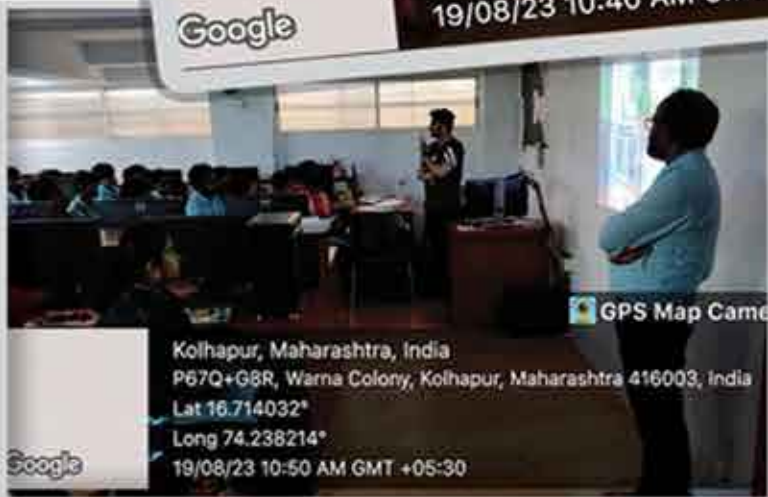 Google
19/08/23 10:40 AM
GPS Map Came
Kolhapur, Maharashtra, India
P67Q+G8R, Warna Colony, Kolhapur, Maharashtra 416003, India
Lat 16.714032°
Long 74.238214°
Google
19/08/23 10:50 AM GMT +05:30